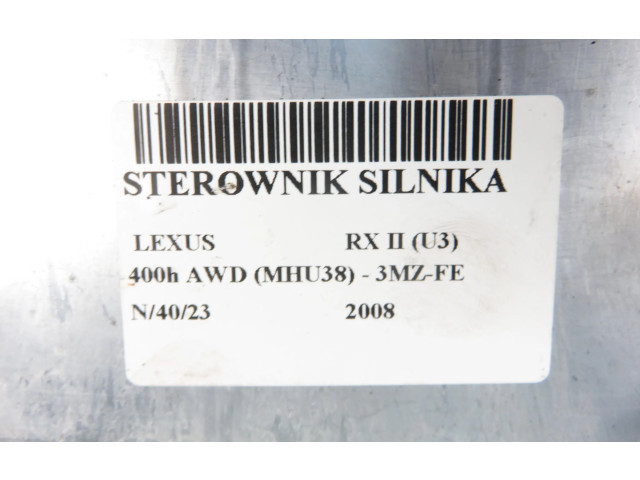 STEROWNIK SILNIKA
LEXUS RX II (U3)
400h AWD (MHU38) - 3MZ-FE
N/40/23 2008